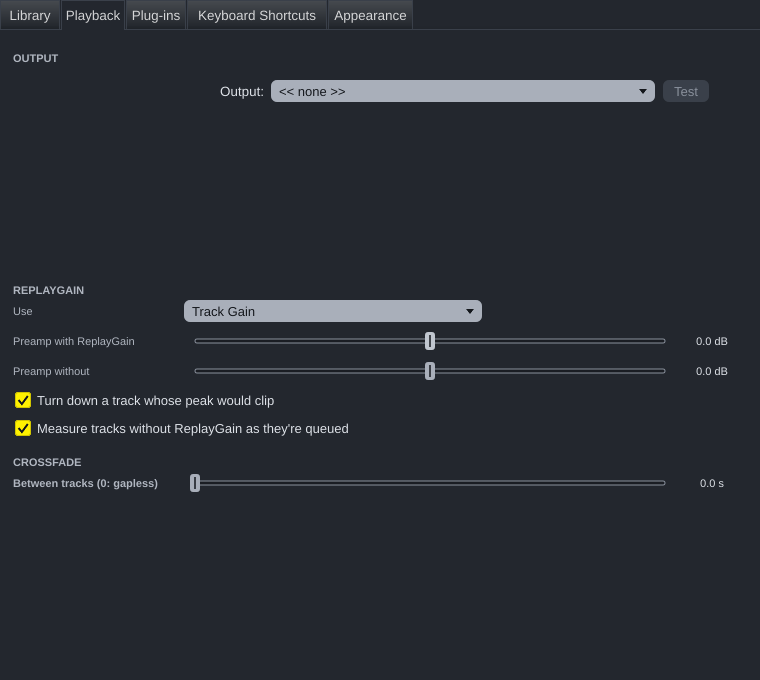 Library Playback Plug-ins Keyboard Shortcuts Appearance
OUTPUT
Output: << none >> Test
REPLAYGAIN
Use Track Gain
Preamp with ReplayGain 0.0 dB
Preamp without 0.0 dB
Turn down a track whose peak would clip
Measure tracks without ReplayGain as they're queued
CROSSFADE
Between tracks (0: gapless) 0.0 s